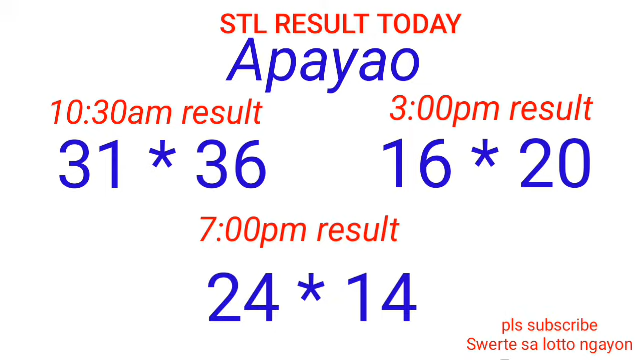 STL RESULT TODAY
Apayao
10:30am result
31 * 36
3:00pm result
16 * 20
7:00pm result
24 * 14
pls subscribe
Swerte sa lotto ngayon